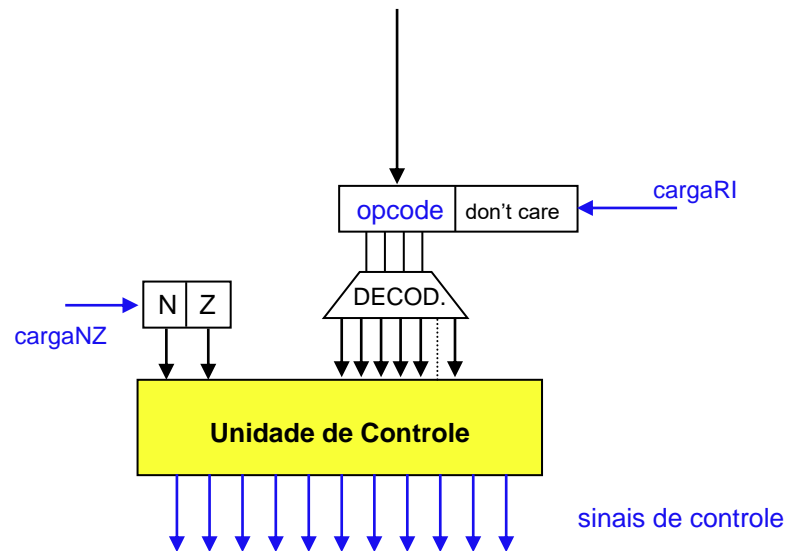 cargaRI
opcode
don't care
DECOD.
N Z
cargaNZ
Unidade de Controle
sinais de controle